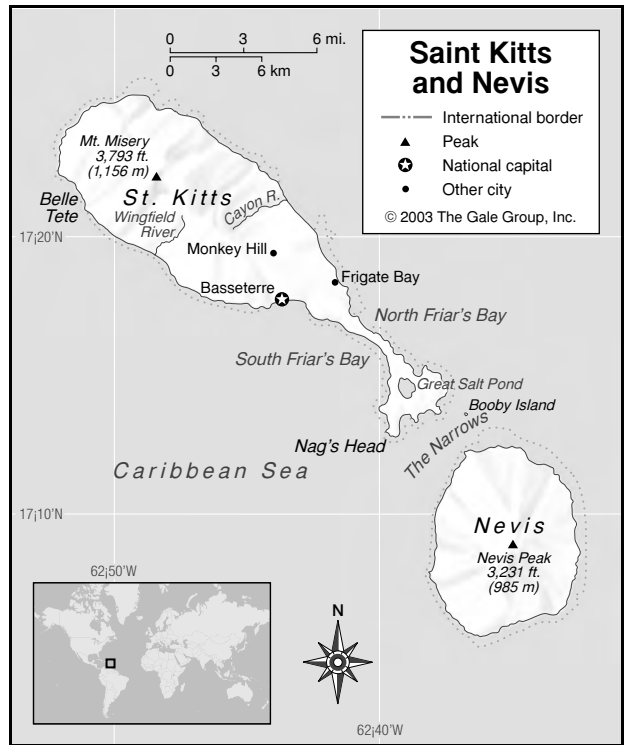 0 3 6 mi.
0 3 6 km
Saint Kitts
and Nevis
International border
Peak
National capital
Other city
© 2003 The Gale Group, Inc.
Mt. Misery
3,793 ft.
(1,156 m)
St. Kitts
Belle
Tete
Wingfield
River
Cayon R.
17¡20'N
Monkey Hill
Basseterre
Frigate Bay
North Friar's Bay
South Friar's Bay
Great Salt Pond
Booby Island
Nag's Head
The Narrows
Caribbean Sea
17¡10'N
Nevis
Nevis Peak
3,231 ft.
(985 m)
62¡50'W
N
62¡40'W